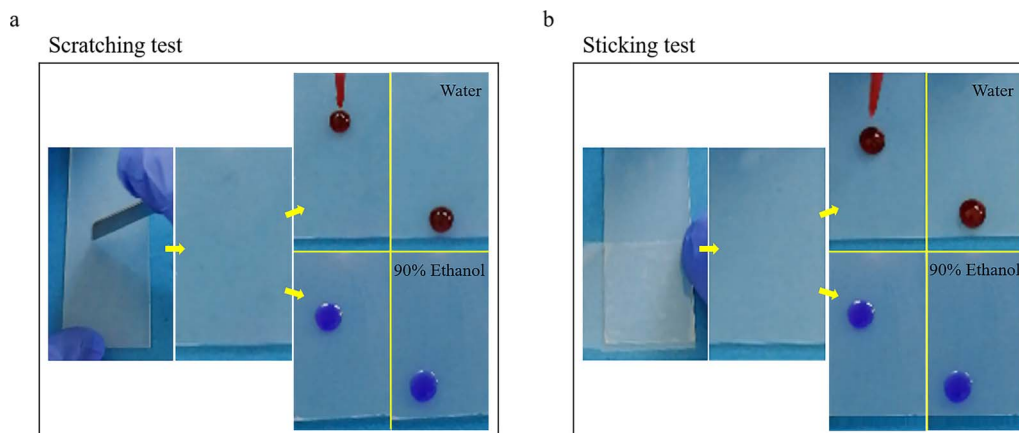 a
Scratching test
Water
90% Ethanol
b
Sticking test
Water
90% Ethanol